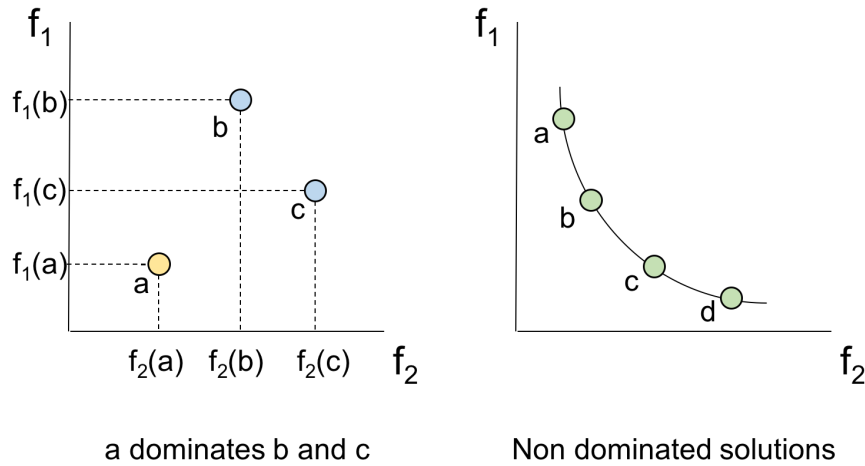 f₁
f₁(b)
b
f₁(c)
c
f₁(a)
a
f₂(a) f₂(b) f₂(c) f₂
a dominates b and c
f₁
a
b
c
d
f₂
Non dominated solutions